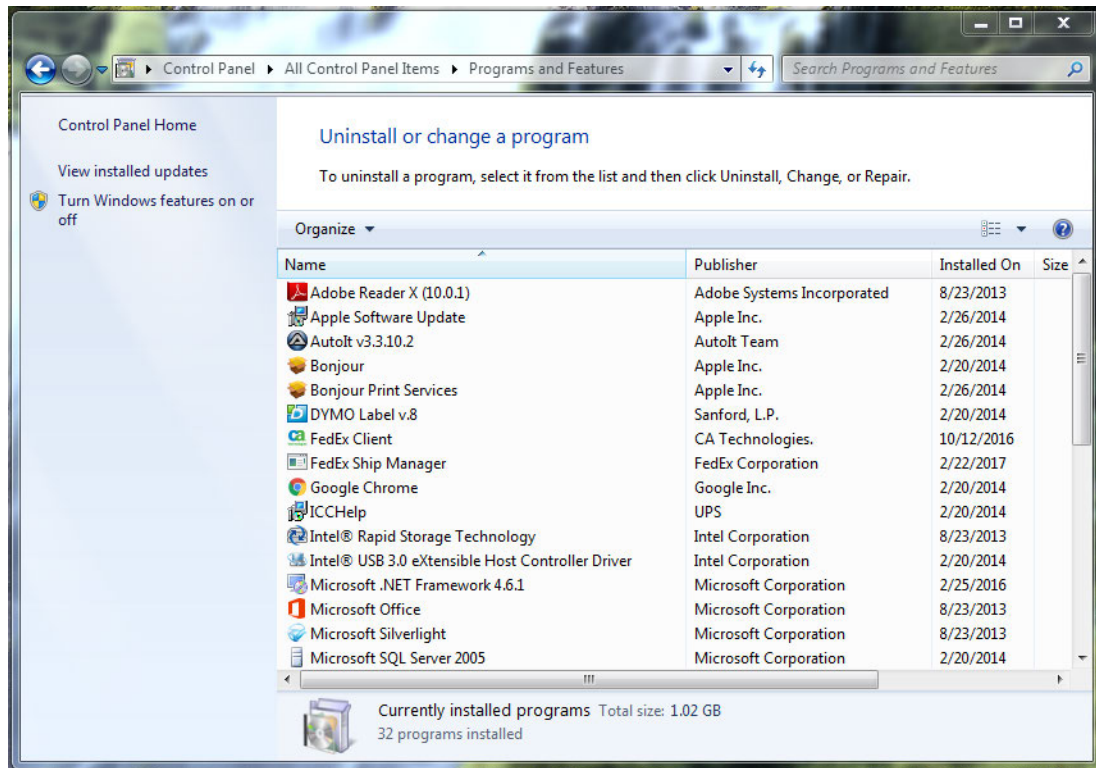 Control Panel ▸ All Control Panel Items ▸ Programs and Features
Search Programs and Features
Control Panel Home
View installed updates
Turn Windows features on or
off
Uninstall or change a program
To uninstall a program, select it from the list and then click Uninstall, Change, or Repair.
Organize
Name Publisher Installed On Size
Adobe Reader X (10.0.1) Adobe Systems Incorporated 8/23/2013
Apple Software Update Apple Inc. 2/26/2014
AutoIt v3.3.10.2 AutoIt Team 2/26/2014
Bonjour Apple Inc. 2/20/2014
Bonjour Print Services Apple Inc. 2/26/2014
DYMO Label v.8 Sanford, L.P. 2/20/2014
FedEx Client CA Technologies. 10/12/2016
FedEx Ship Manager FedEx Corporation 2/22/2017
Google Chrome Google Inc. 2/20/2014
ICCHelp UPS 2/20/2014
Intel® Rapid Storage Technology Intel Corporation 8/23/2013
Intel® USB 3.0 eXtensible Host Controller Driver Intel Corporation 2/20/2014
Microsoft .NET Framework 4.6.1 Microsoft Corporation 2/25/2016
Microsoft Office Microsoft Corporation 8/23/2013
Microsoft Silverlight Microsoft Corporation 8/23/2013
Microsoft SQL Server 2005 Microsoft Corporation 2/20/2014
Currently installed programs Total size: 1.02 GB
32 programs installed